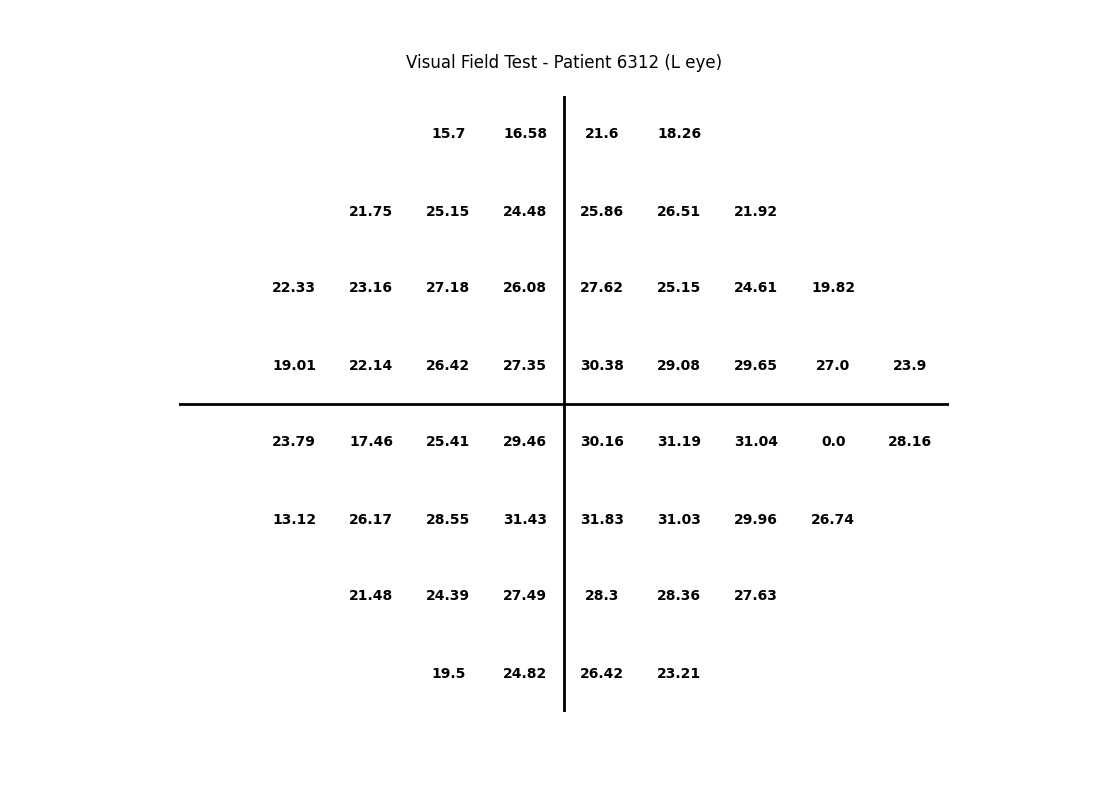 Visual Field Test - Patient 6312 (L eye)
15.7 16.58 21.6 18.26
21.75 25.15 24.48 25.86 26.51 21.92
22.33 23.16 27.18 26.08 27.62 25.15 24.61 19.82
19.01 22.14 26.42 27.35 30.38 29.08 29.65 27.0 23.9
23.79 17.46 25.41 29.46 30.16 31.19 31.04 0.0 28.16
13.12 26.17 28.55 31.43 31.83 31.03 29.96 26.74
21.48 24.39 27.49 28.3 28.36 27.63
19.5 24.82 26.42 23.21